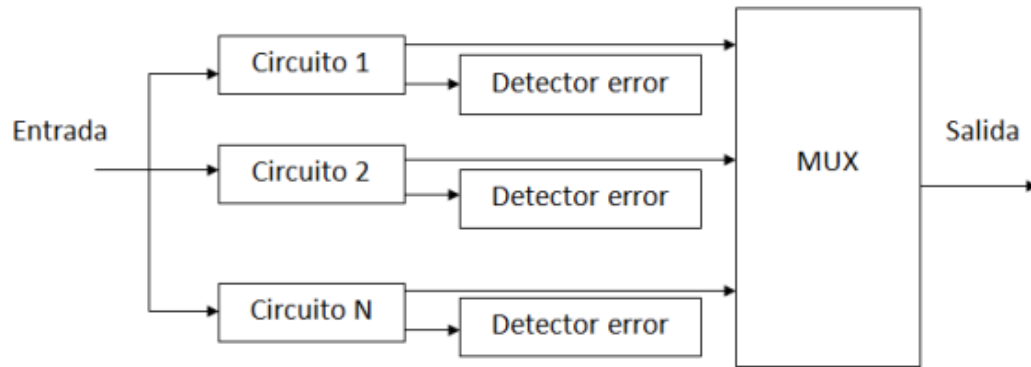 Circuito 1
Detector error
Entrada
Salida
Circuito 2
MUX
Detector error
Circuito N
Detector error